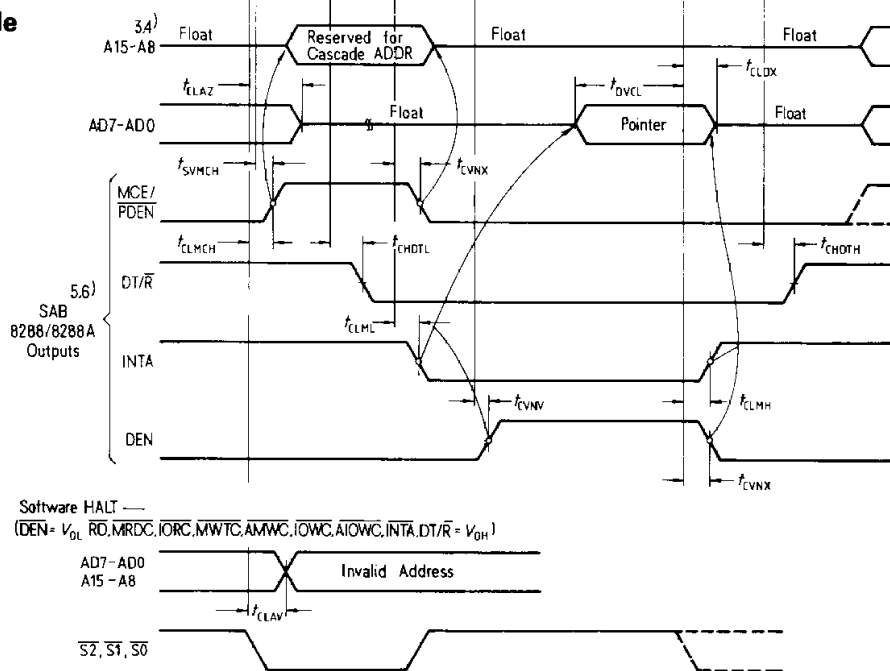 le
3.4)
A15-A8
Float
Reserved for
Cascade ADDR
Float
Float
tCLAZ
tDVCL
tCLDX
AD7-AD0
Float
Pointer
Float
tSVMCH
tCVNX
MCE/
PDEN
tCLMCH
tCHDTL
tCHDTH
5.6)
SAB
8288/8288A
Outputs
DT/R̅
tCLML
INTA
tCVNV
tCLMH
DEN
tCVNX
Software HALT —
(DEN = VOL RD, MRDC, IORC, MWTC, AMWC, IOWC, AIOWC, INTA, DT/R̅ = VOH)
AD7-AD0
A15-A8
Invalid Address
tCLAV
S2, S1, S0